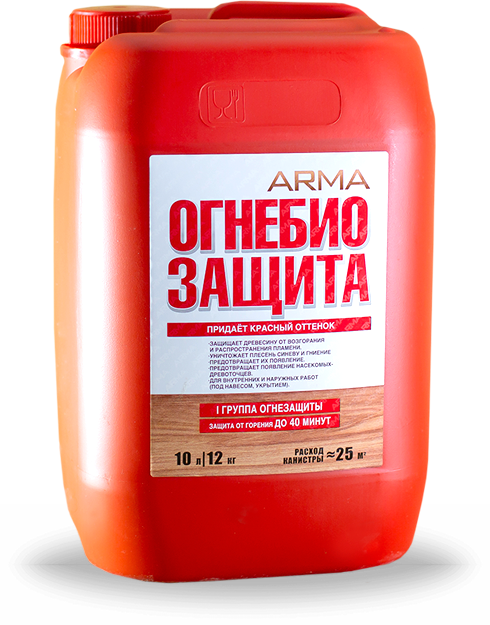 ARMA
ОГНЕБИО
ЗАЩИТА
ПРИДАЁТ КРАСНЫЙ ОТТЕНОК
·ЗАЩИЩАЕТ ДРЕВЕСИНУ ОТ ВОЗГОРАНИЯ
И РАСПРОСТРАНЕНИЯ ПЛАМЕНИ.
·УНИЧТОЖАЕТ ПЛЕСЕНЬ СИНЕВУ И ГНИЕНИЕ
·ПРЕДОТВРАЩАЕТ ИХ ПОЯВЛЕНИЕ.
·ПРЕДОТВРАЩАЕТ ПОЯВЛЕНИЕ НАСЕКОМЫХ-
ДРЕВОТОЧЦЕВ.
ДЛЯ ВНУТРЕННИХ И НАРУЖНЫХ РАБОТ
(ПОД НАВЕСОМ, УКРЫТИЕМ).
I ГРУППА ОГНЕЗАЩИТЫ
ЗАЩИТА ОТ ГОРЕНИЯ ДО 40 МИНУТ
10 л|12 кг
РАСХОД
КАНИСТРЫ ≈25 м²